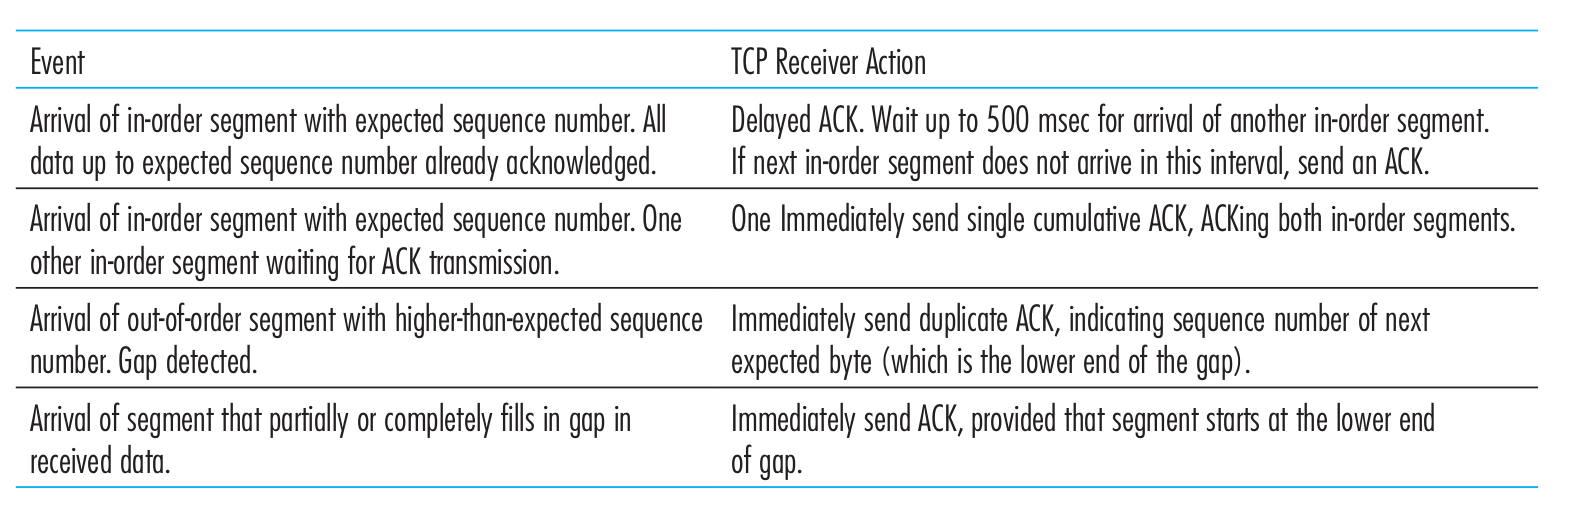 Event TCP Receiver Action
Arrival of in-order segment with expected sequence number. All
data up to expected sequence number already acknowledged.
Delayed ACK. Wait up to 500 msec for arrival of another in-order segment.
If next in-order segment does not arrive in this interval, send an ACK.
Arrival of in-order segment with expected sequence number. One
other in-order segment waiting for ACK transmission.
One Immediately send single cumulative ACK, ACKing both in-order segments.
Arrival of out-of-order segment with higher-than-expected sequence
number. Gap detected.
Immediately send duplicate ACK, indicating sequence number of next
expected byte (which is the lower end of the gap).
Arrival of segment that partially or completely fills in gap in
received data.
Immediately send ACK, provided that segment starts at the lower end
of gap.